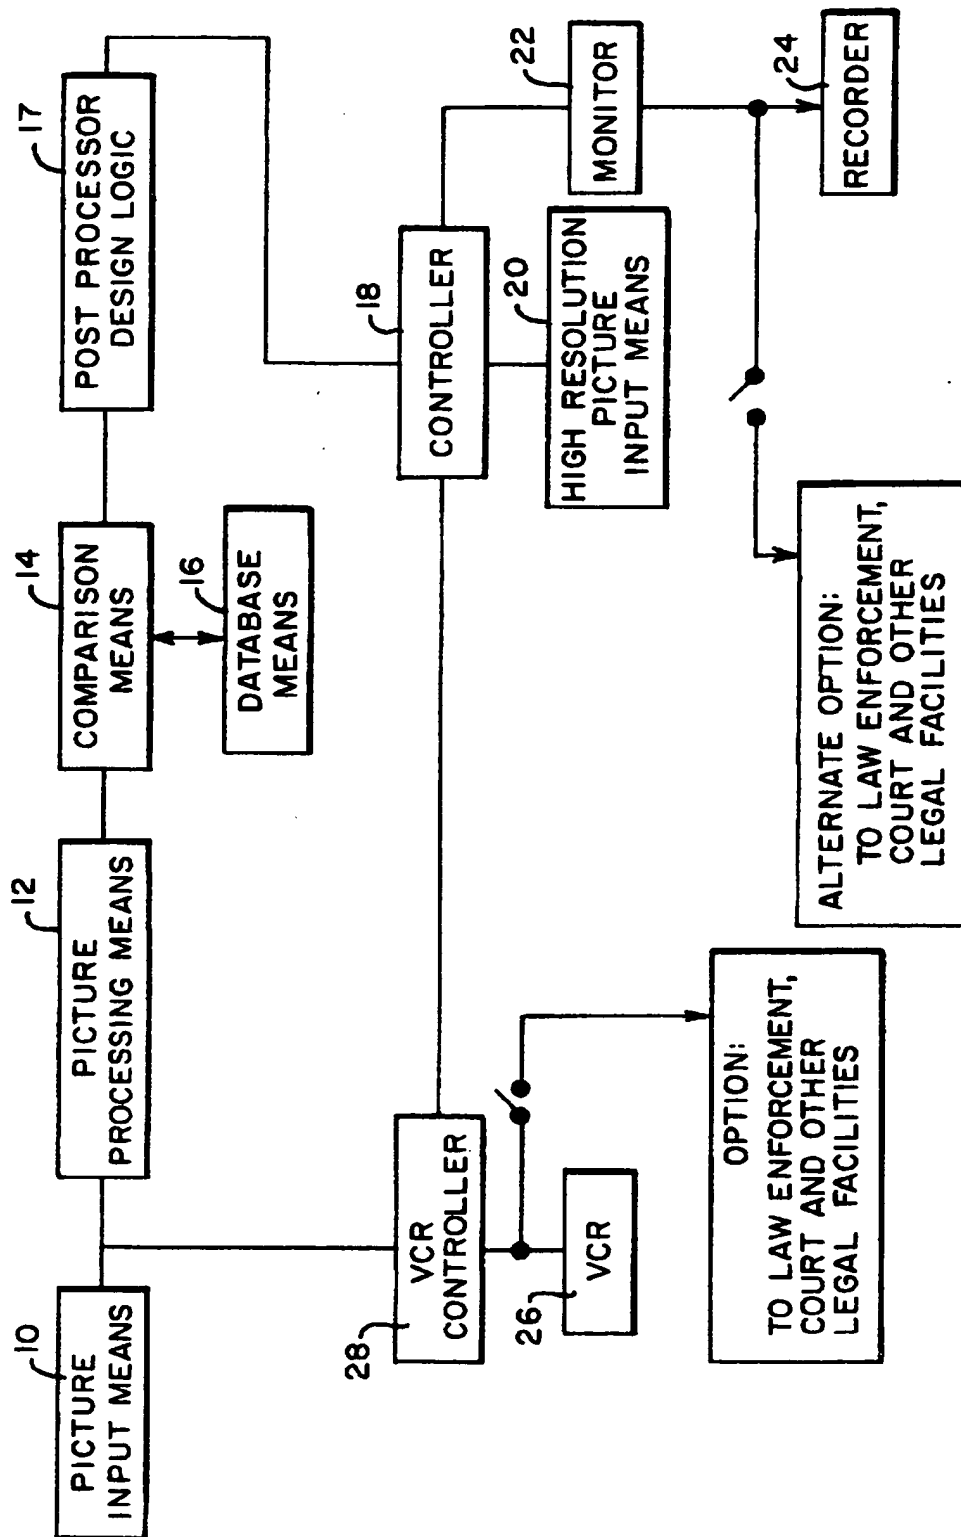 10
PICTURE
INPUT MEANS
12
PICTURE
PROCESSING MEANS
14
COMPARISON
MEANS
16
DATABASE
MEANS
17
POST PROCESSOR
DESIGN LOGIC
28
VCR
CONTROLLER
26
VCR
18
CONTROLLER
20
HIGH RESOLUTION
PICTURE
INPUT MEANS
22
MONITOR
24
RECORDER
OPTION:
TO LAW ENFORCEMENT,
COURT AND OTHER
LEGAL FACILITIES
ALTERNATE OPTION:
TO LAW ENFORCEMENT,
COURT AND OTHER
LEGAL FACILITIES